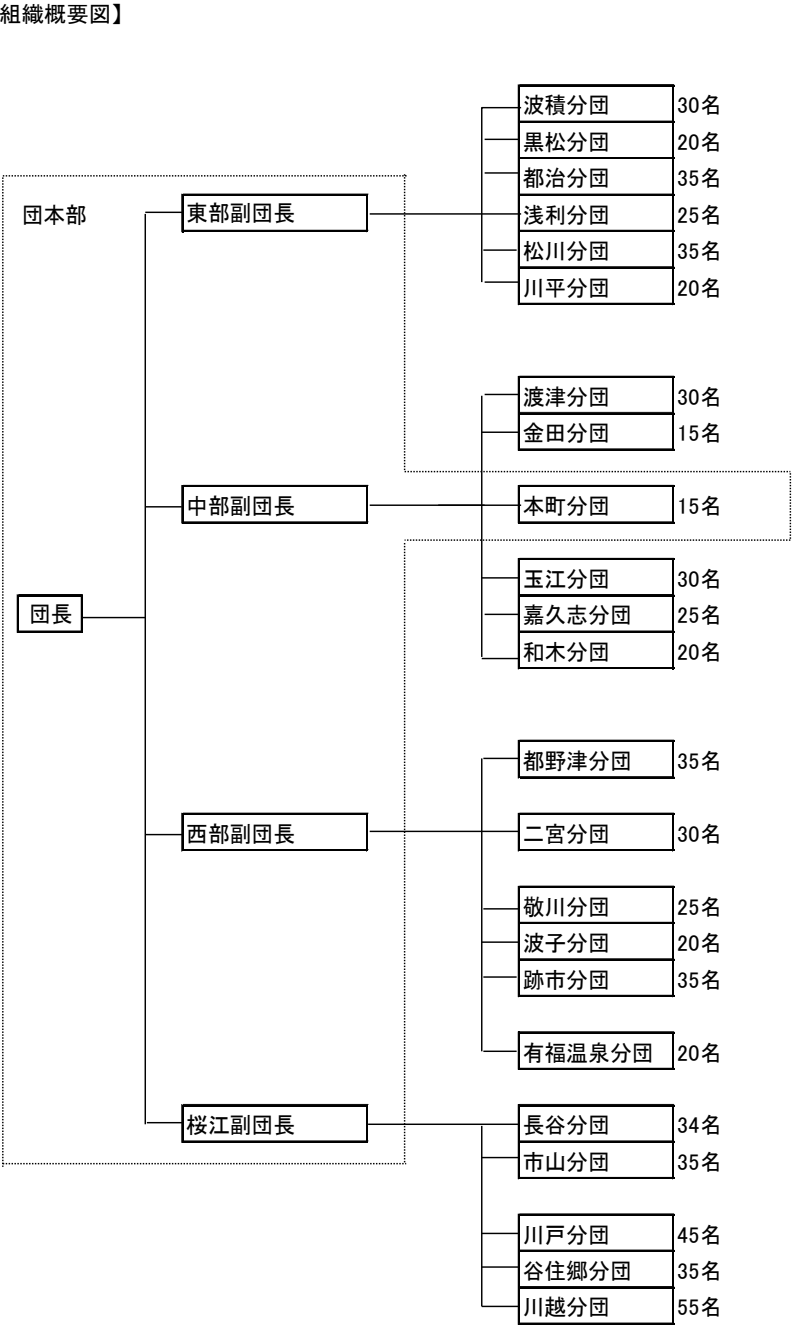 組織概要図】
波積分団 30名
黒松分団 20名
都治分団 35名
団本部 東部副団長 浅利分団 25名
松川分団 35名
川平分団 20名
渡津分団 30名
金田分団 15名
中部副団長 本町分団 15名
玉江分団 30名
団長 嘉久志分団 25名
和木分団 20名
都野津分団 35名
西部副団長 二宮分団 30名
敬川分団 25名
波子分団 20名
跡市分団 35名
有福温泉分団 20名
桜江副団長 長谷分団 34名
市山分団 35名
川戸分団 45名
谷住郷分団 35名
川越分団 55名